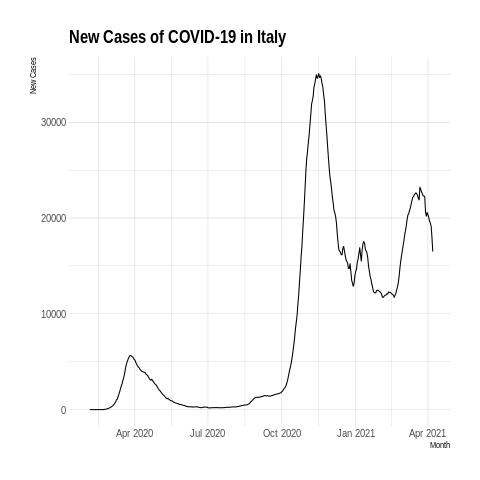 New Cases of COVID-19 in Italy
New Cases
30000
20000
10000
0
Apr 2020
Jul 2020
Oct 2020
Jan 2021
Apr 2021
Month